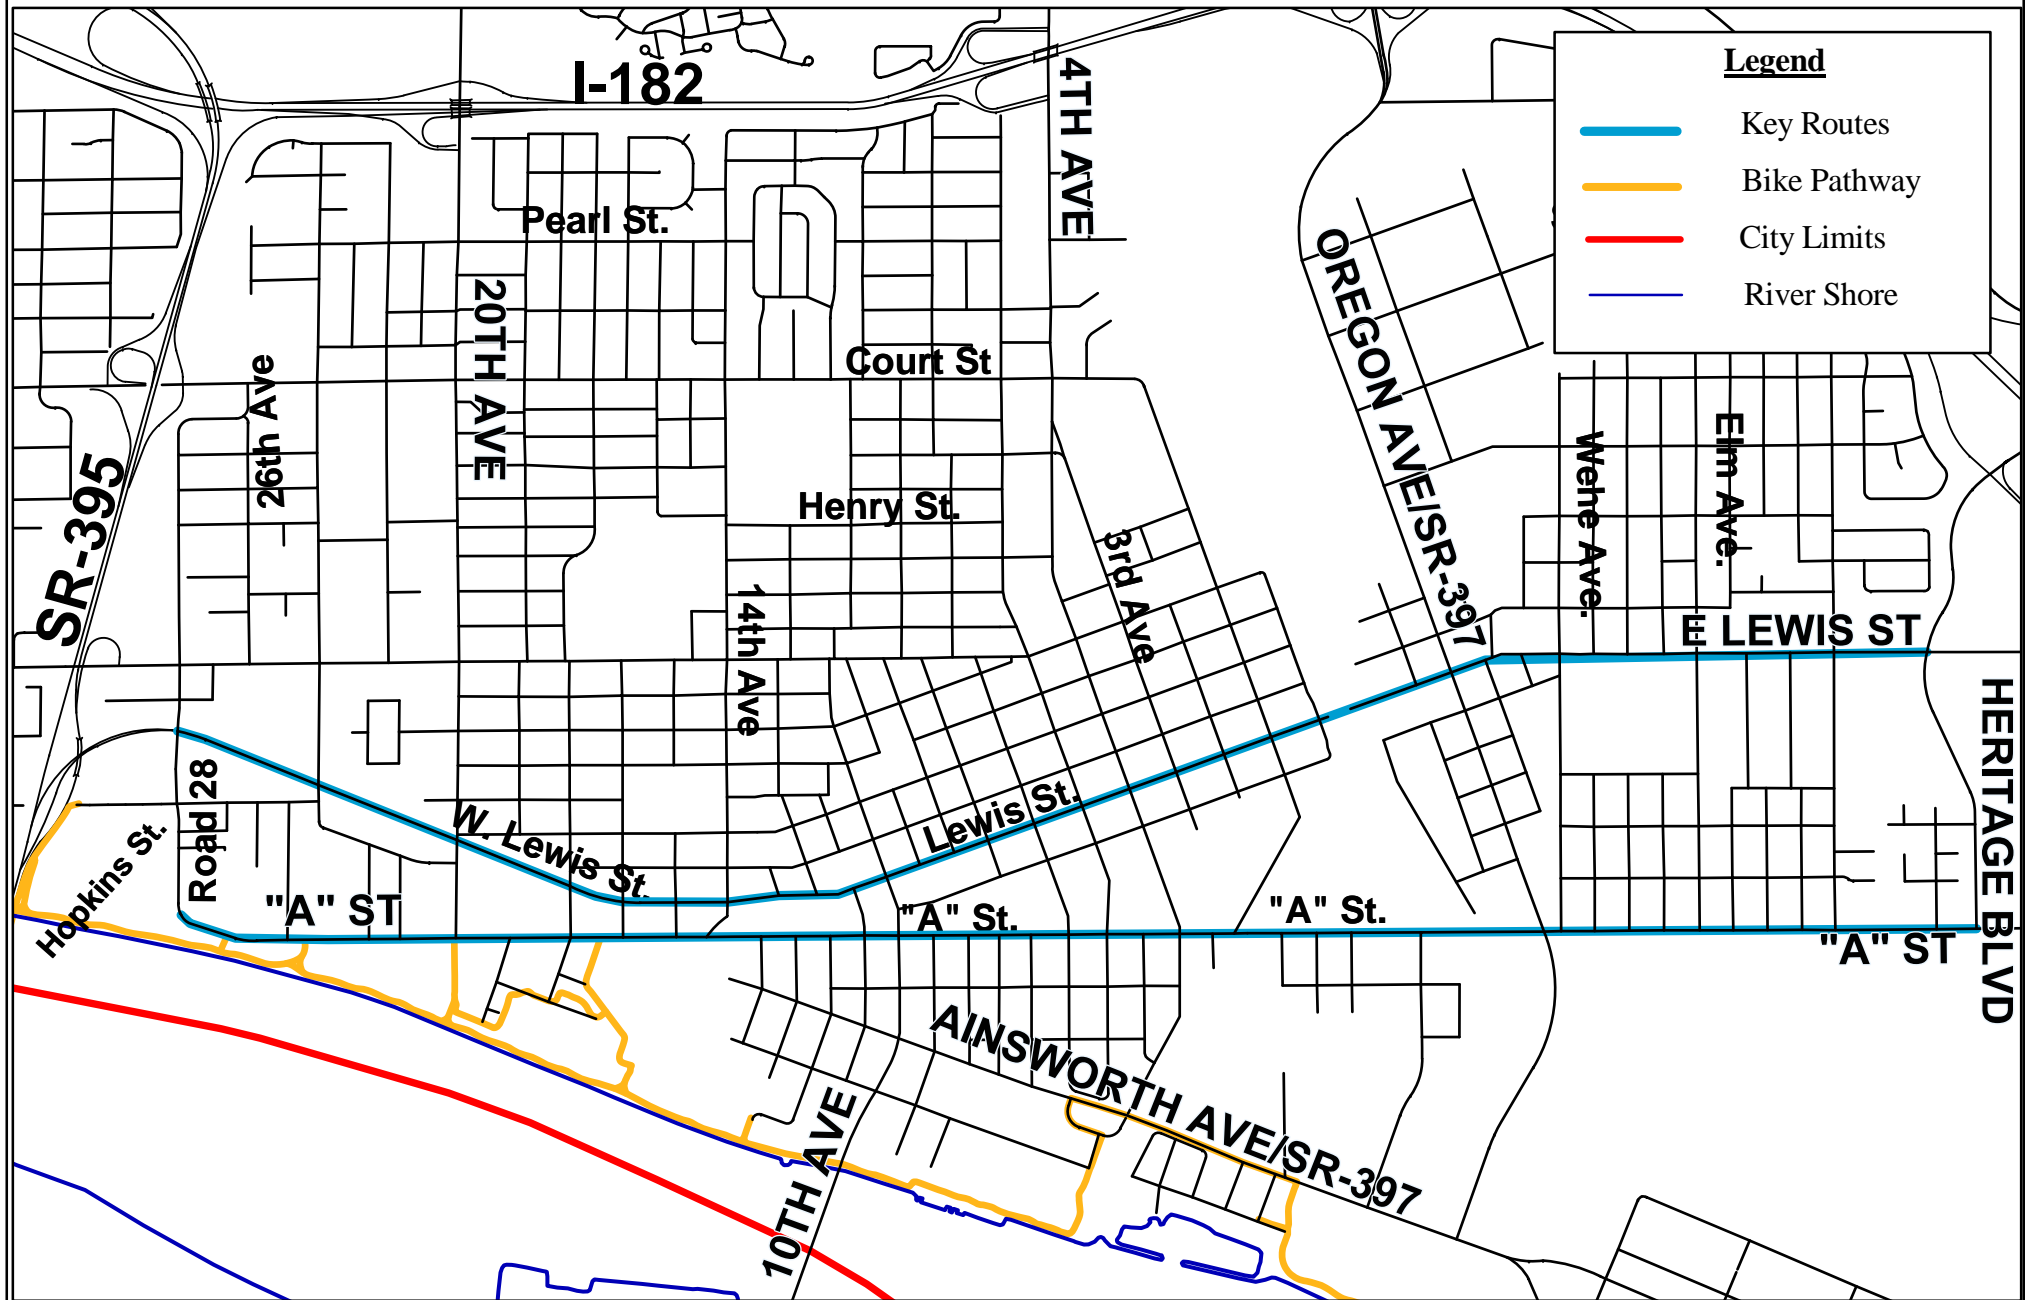 Legend
Key Routes
Bike Pathway
City Limits
River Shore
I-182
4TH AVE
Pearl St.
20TH AVE
OREGON AVE/SR-397
Court St
26th Ave
SR-395
Henry St.
Wehe Ave.
Elm Ave.
3rd Ave
14th Ave
E LEWIS ST
HERITAGE BLVD
Road 28
W. Lewis St.
Lewis St.
Hopkins St.
"A" ST
"A" St.
"A" St.
"A" ST
AINSWORTH AVE/SR-397
10TH AVE